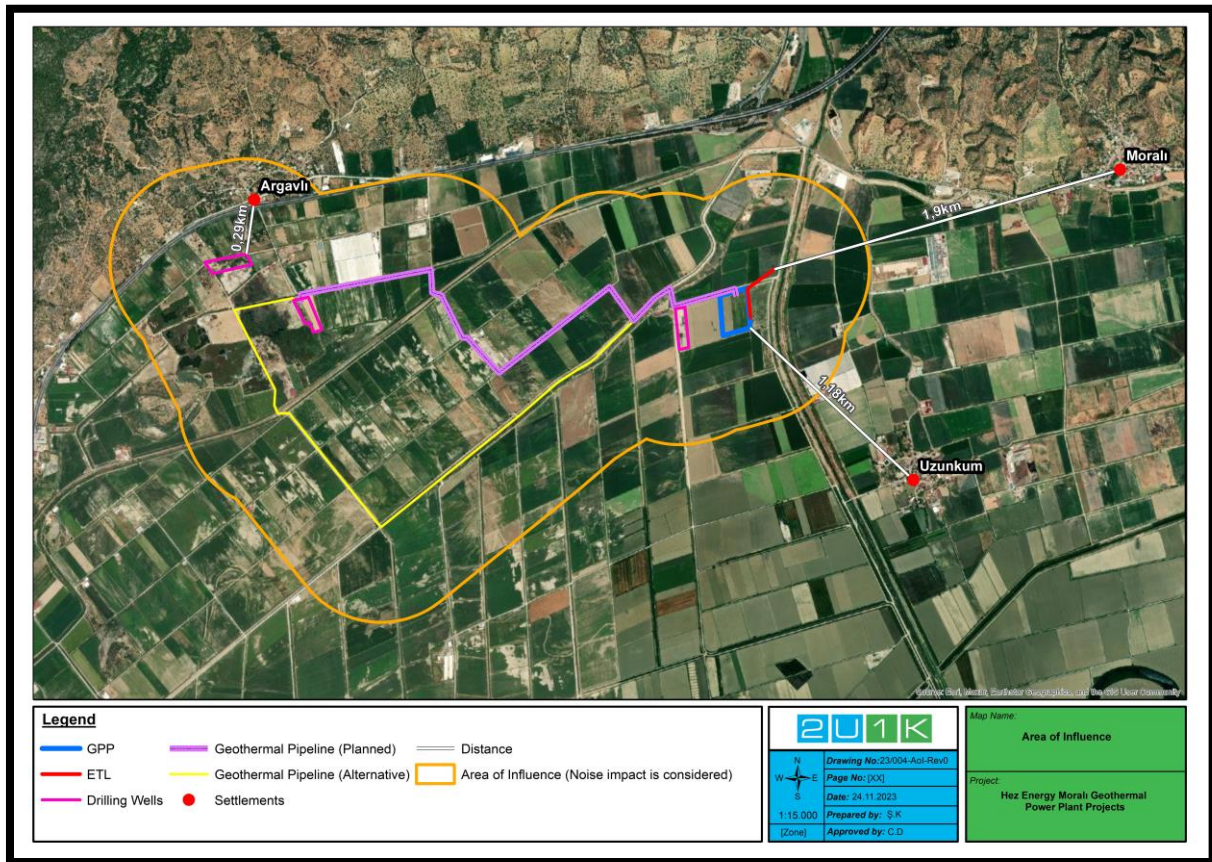 Moralı
Argavlı
0,29km
1,9km
1,18km
Uzunkum
Source: Esri, Maxar, Earthstar Geographics, and the GIS User Community
Legend
GPP
Geothermal Pipeline (Planned)
Distance
ETL
Geothermal Pipeline (Alternative)
Area of Influence (Noise impact is considered)
Drilling Wells
Settlements
2U1K
N
W E
S
1:15.000
[Zone]
Drawing No:23/004-AoI-Rev0
Page No: [XX]
Date: 24.11.2023
Prepared by: Ş.K
Approved by: C.D
Map Name:
Area of Influence
Project:
Hez Energy Moralı Geothermal
Power Plant Projects